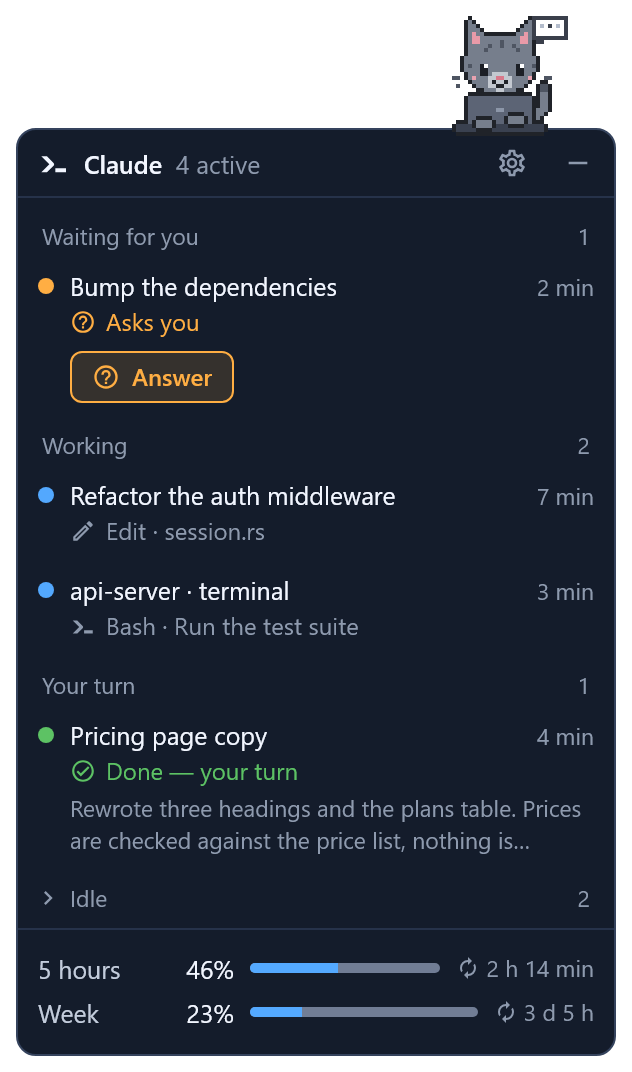 Claude 4 active
Waiting for you 1
Bump the dependencies 2 min
Asks you
Answer
Working 2
Refactor the auth middleware 7 min
Edit · session.rs
api-server · terminal 3 min
Bash · Run the test suite
Your turn 1
Pricing page copy 4 min
Done — your turn
Rewrote three headings and the plans table. Prices
are checked against the price list, nothing is…
Idle 2
5 hours 46% 2 h 14 min
Week 23% 3 d 5 h